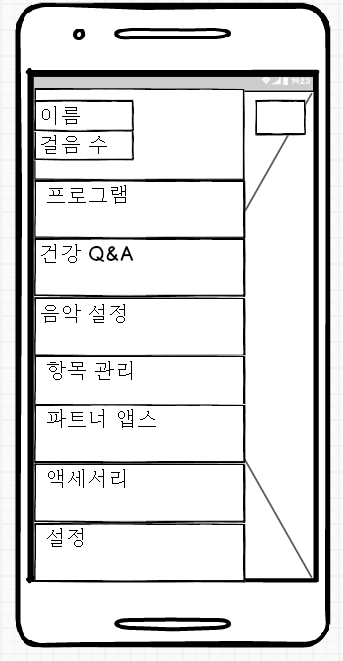 이름
걸음 수
프로그램
건강 Q&A
음악 설정
항목 관리
파트너 앱스
액세서리
설정